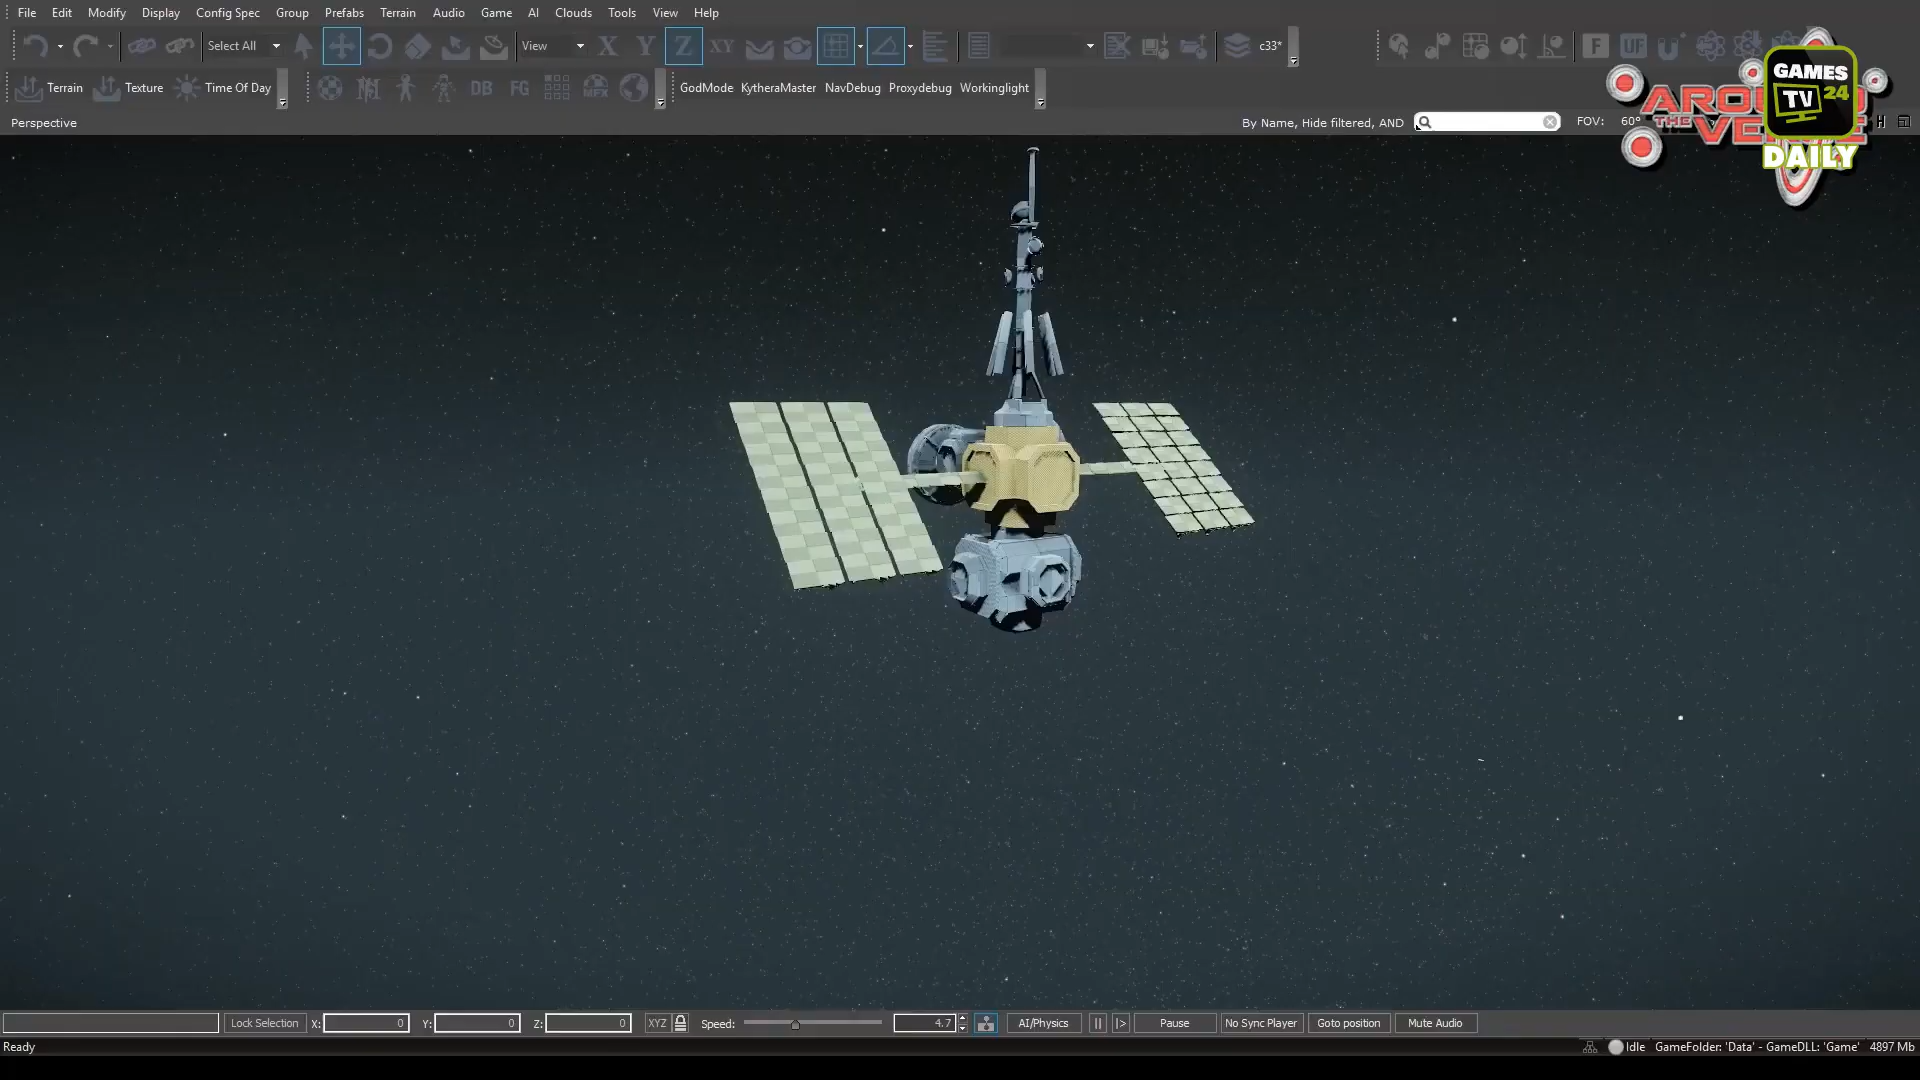 File Edit Modify Display Config Spec Group Prefabs Terrain Audio Game AI Clouds Tools View Help
Select All View X Y Z XY c33* F UF
Terrain Texture Time Of Day DB FG MFX GodMode KytheraMaster NavDebug Proxydebug Workinglight
GAMES
TV 24
DAILY
THE
Perspective By Name, Hide filtered, AND FOV: 60° H
Lock Selection X: 0 Y: 0 Z: 0 XYZ Speed: 4.7 AI/Physics Pause No Sync Player Goto position Mute Audio
Ready Idle GameFolder: 'Data' - GameDLL: 'Game' 4897 Mb